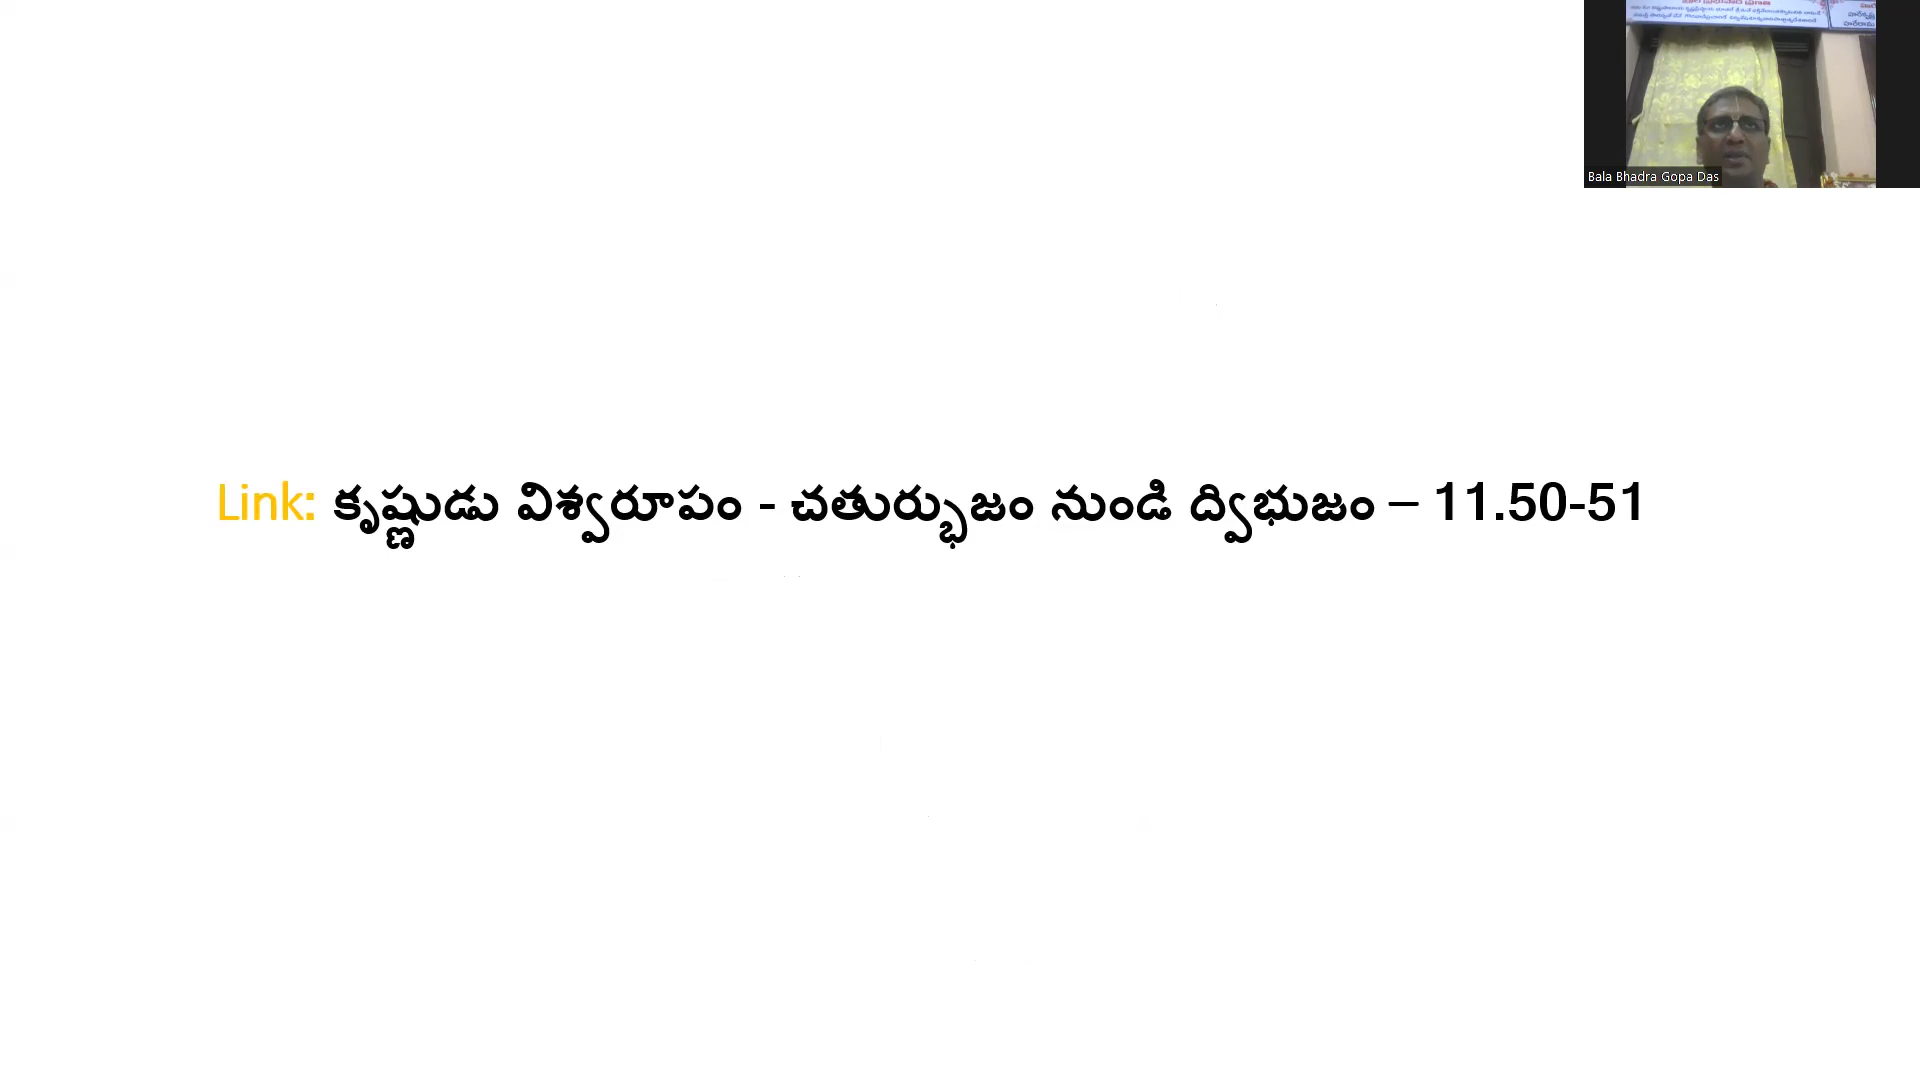 Bala Bhadra Gopa Das
Link: కృష్ణుడు విశ్వరూపం - చతుర్భుజం నుండి ద్విభుజం – 11.50-51